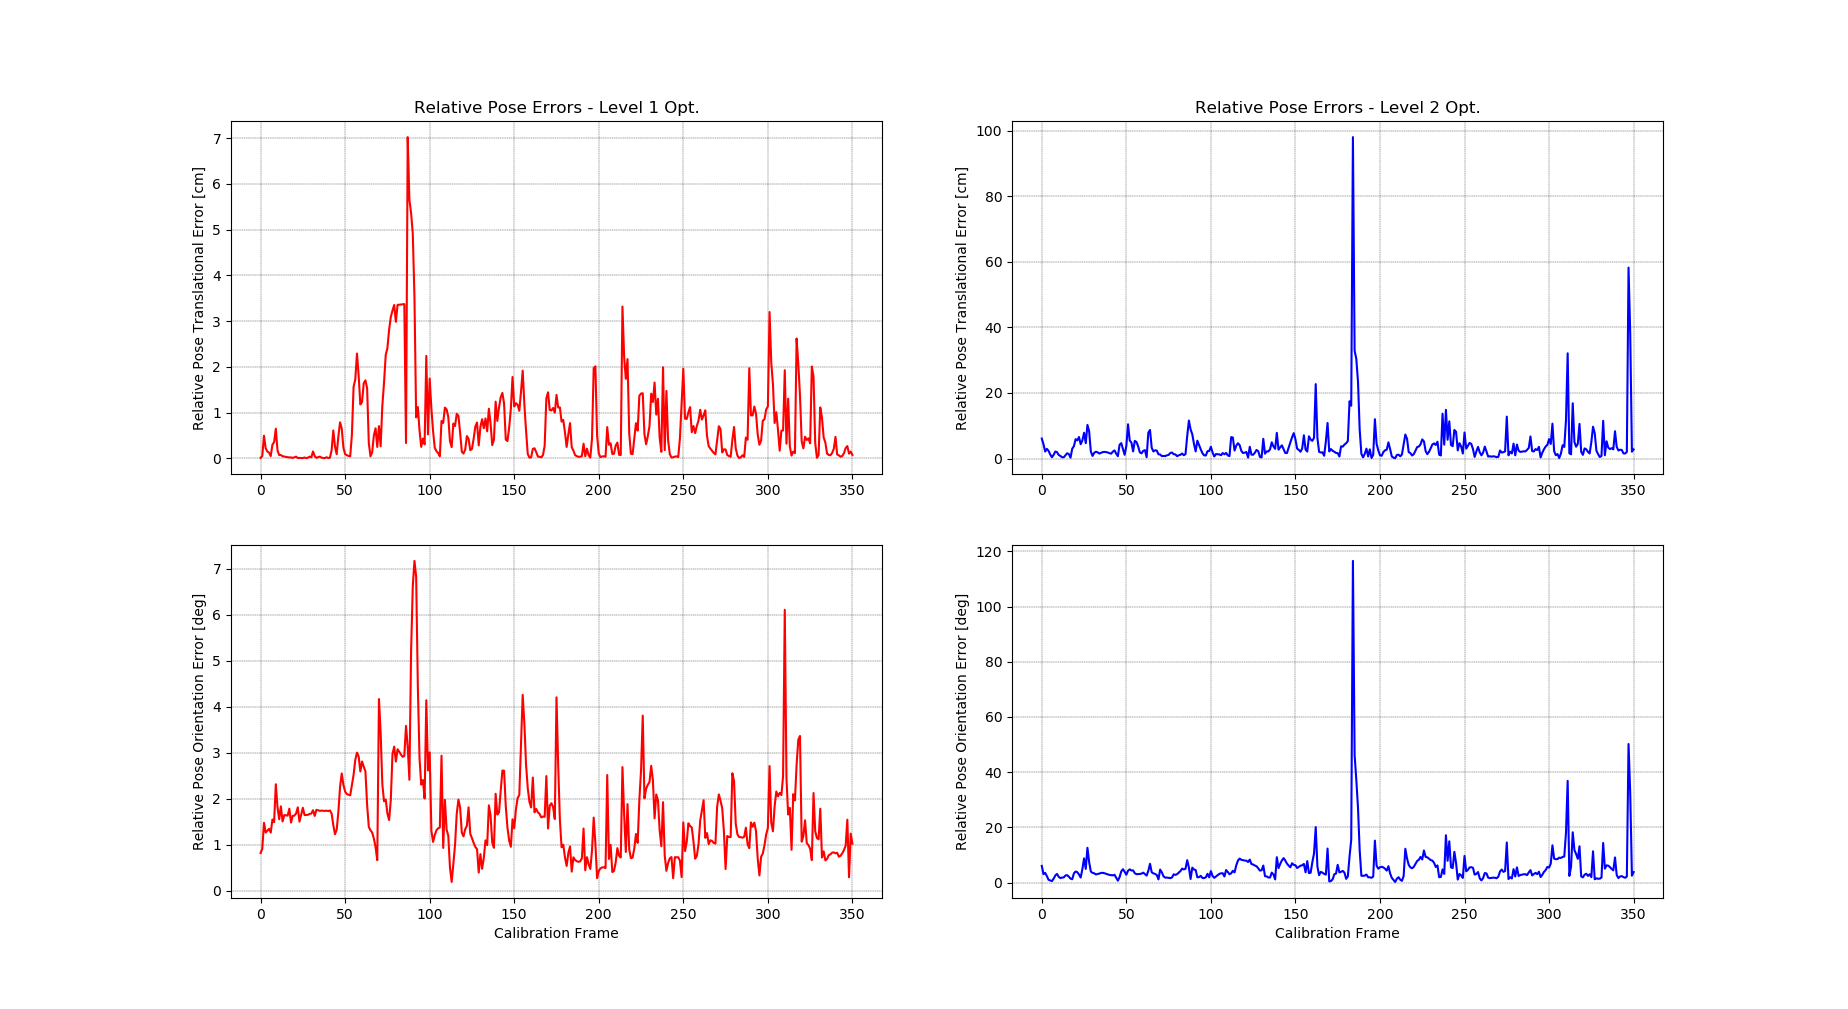 Relative Pose Errors - Level 1 Opt.
Relative Pose Translational Error [cm]
7
6
5
4
3
2
1
0
0 50 100 150 200 250 300 350
Relative Pose Errors - Level 2 Opt.
Relative Pose Translational Error [cm]
100
80
60
40
20
0
0 50 100 150 200 250 300 350
Relative Pose Orientation Error [deg]
7
6
5
4
3
2
1
0
0 50 100 150 200 250 300 350
Calibration Frame
Relative Pose Orientation Error [deg]
120
100
80
60
40
20
0
0 50 100 150 200 250 300 350
Calibration Frame